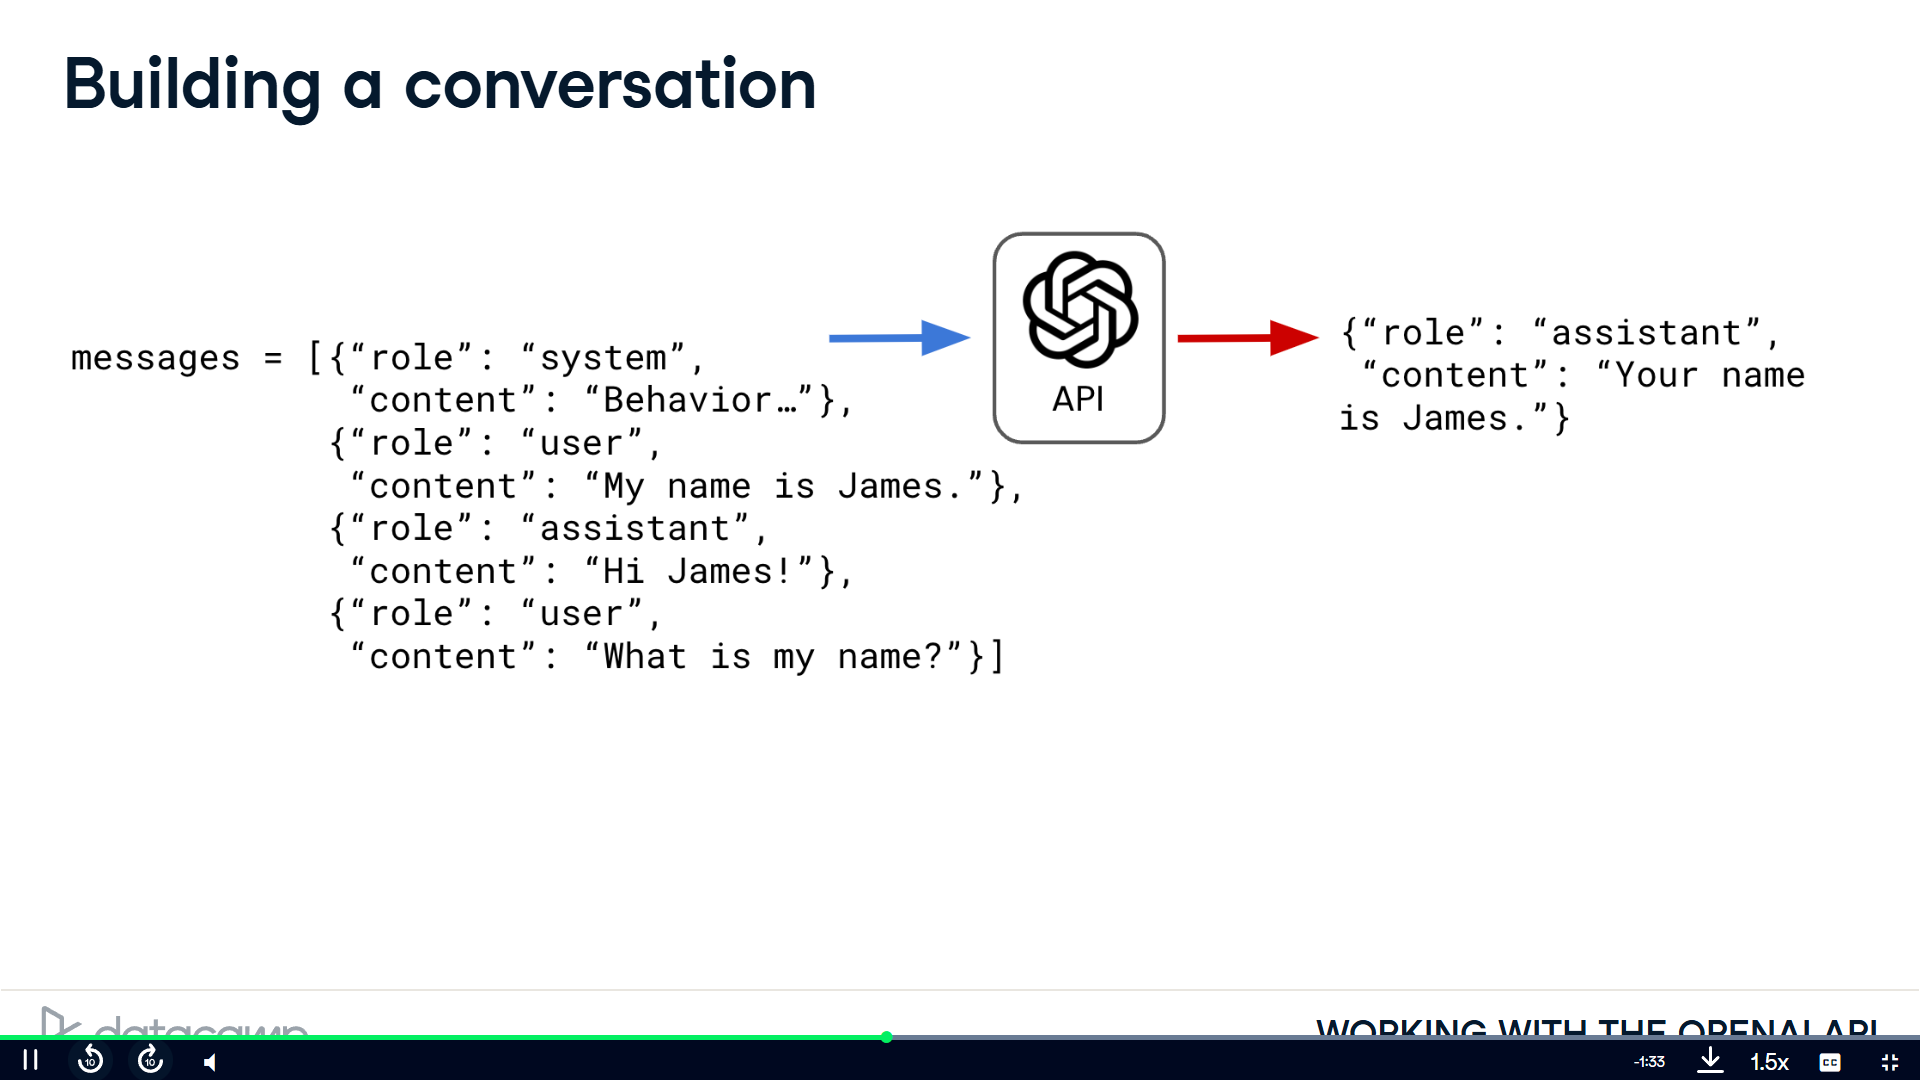 Building a conversation
messages = [{“role”: “system”,
“content”: “Behavior…”},
{“role”: “user”,
“content”: “My name is James.”},
{“role”: “assistant”,
“content”: “Hi James!”},
{“role”: “user”,
“content”: “What is my name?”}]
API
{“role”: “assistant”,
“content”: “Your name
is James.”}
datacamp
WORKING WITH THE OPENAI API
10
10
-1:33
1.5x
CC